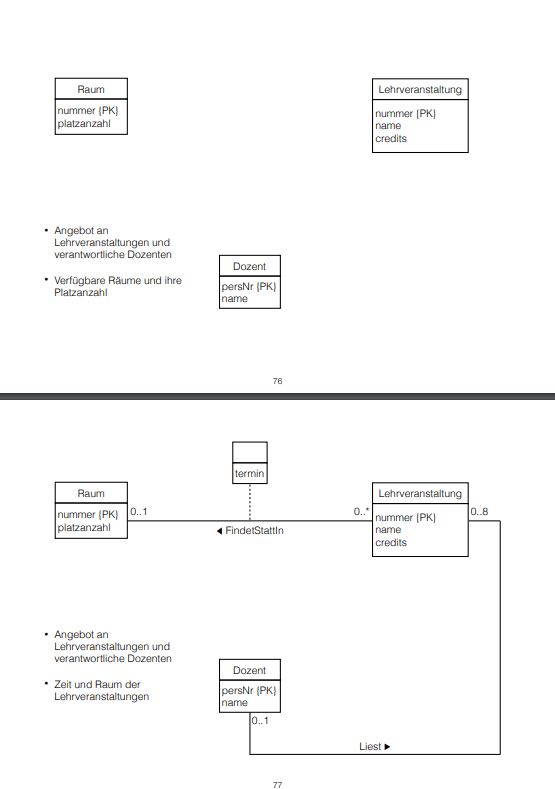 Raum
nummer {PK}
platzanzahl
Lehrveranstaltung
nummer {PK}
name
credits
• Angebot an
Lehrveranstaltungen und
verantwortliche Dozenten
• Verfügbare Räume und ihre
Platzanzahl
Dozent
persNr {PK}
name
76
termin
Raum
nummer {PK}
platzanzahl
0..1
◀ FindetStattIn
0..*
Lehrveranstaltung
nummer {PK}
name
credits
0..8
• Angebot an
Lehrveranstaltungen und
verantwortliche Dozenten
• Zeit und Raum der
Lehrveranstaltungen
Dozent
persNr {PK}
name
0..1
Liest ▶
77